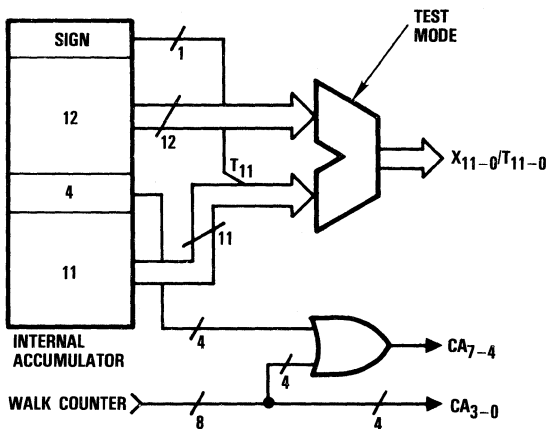 SIGN
1
TEST
MODE
12
12
X11-0/T11-0
T11
4
11
11
INTERNAL
ACCUMULATOR
4
4
CA7-4
WALK COUNTER
8
4
CA3-0